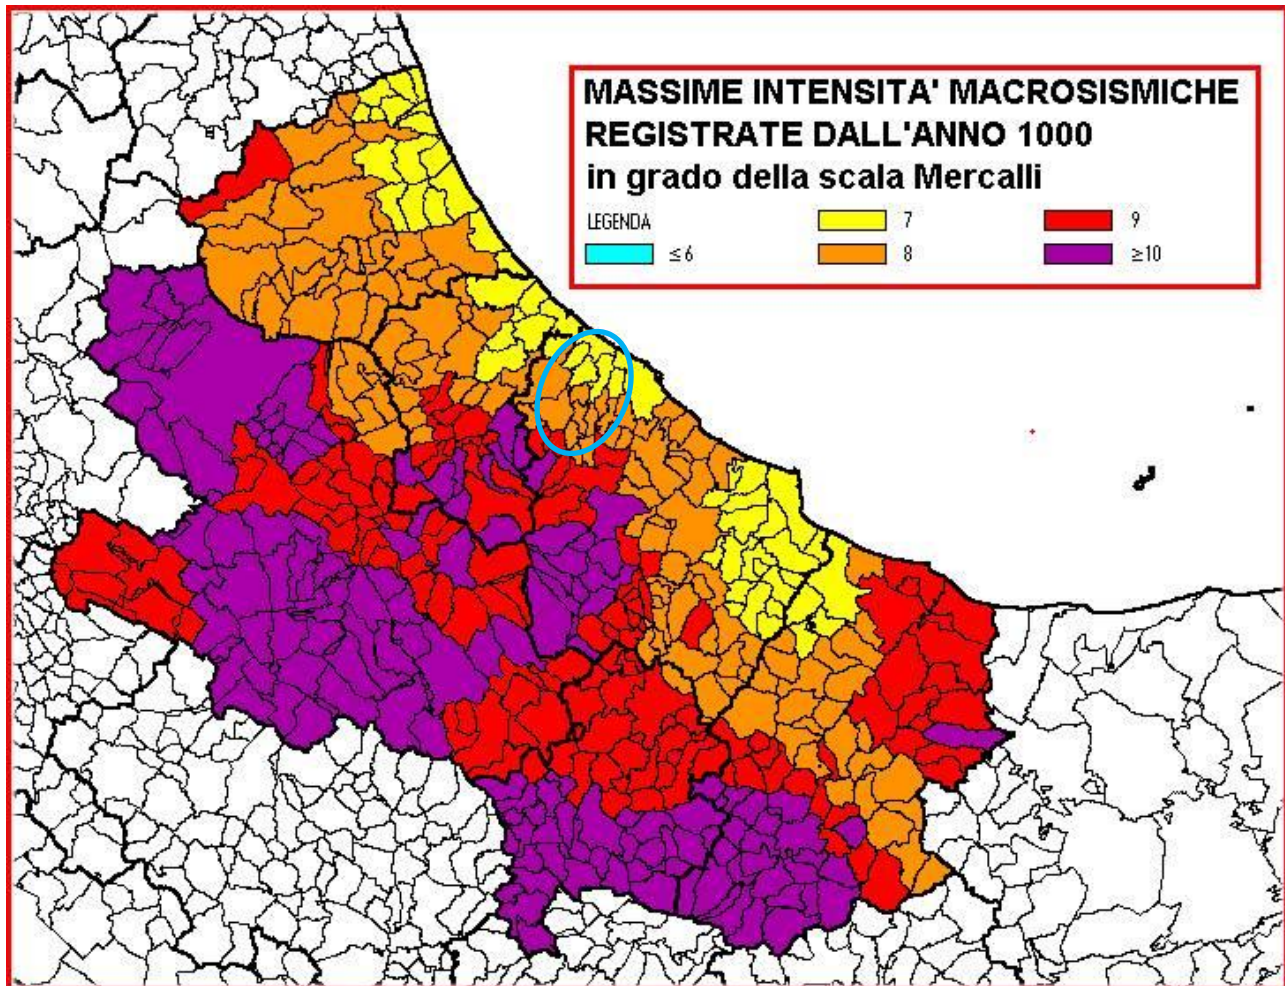 MASSIME INTENSITA' MACROSISMICHE
REGISTRATE DALL'ANNO 1000
in grado della scala Mercalli
LEGENDA
≤ 6
7
8
9
≥10